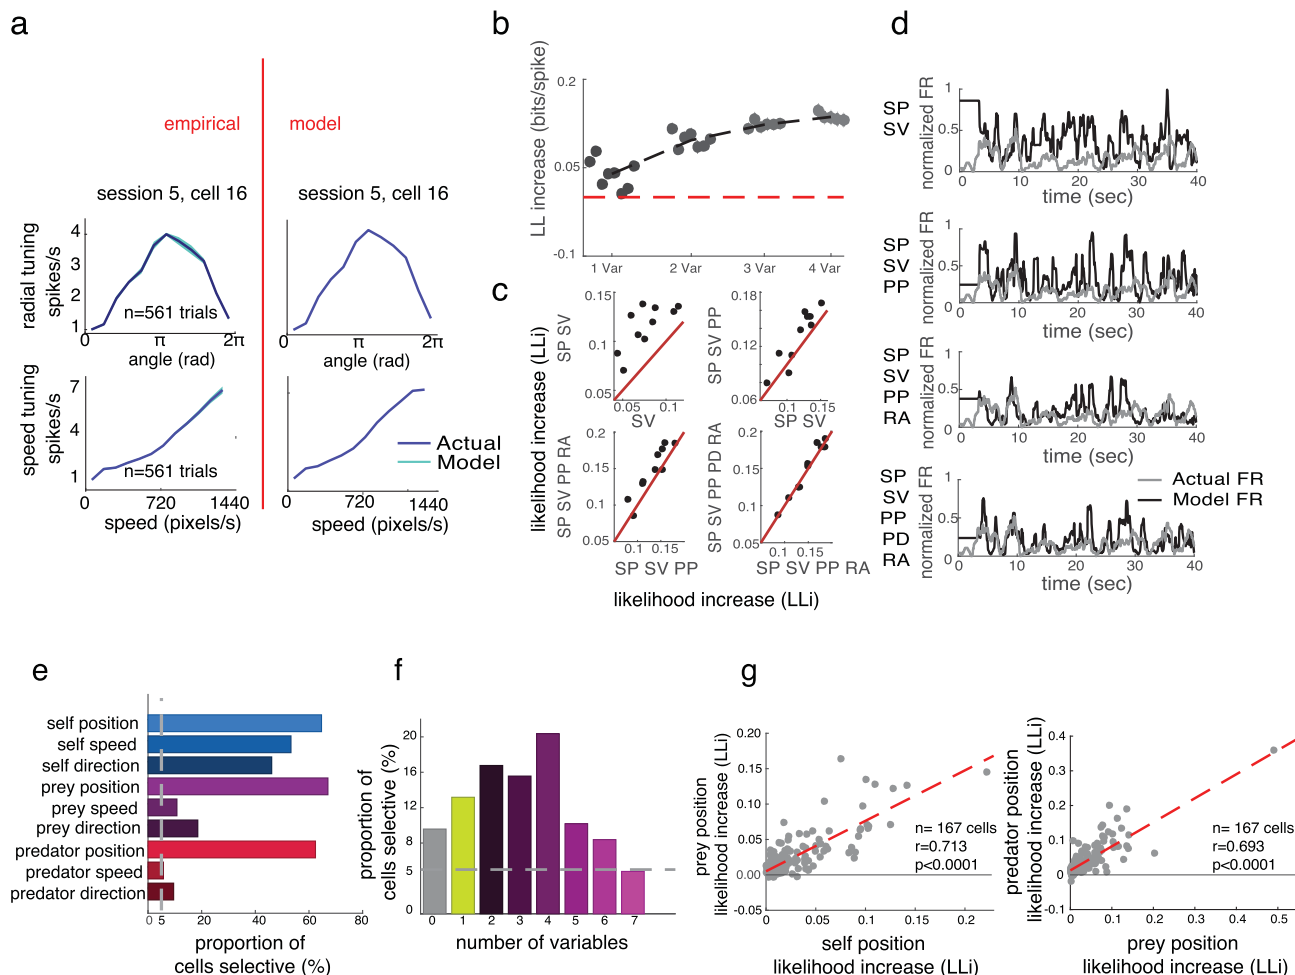 a
empirical
model
session 5, cell 16
session 5, cell 16
radial tuning
spikes/s
4
3
2
1
n=561 trials
0
π
2π
angle (rad)
0
π
2π
angle (rad)
speed tuning
spikes/s
7
4
1
n=561 trials
0
720
1440
speed (pixels/s)
Actual
Model
0
720
1440
speed (pixels/s)
b
LL increase (bits/spike)
0.2
0.05
-0.1
1 Var
2 Var
3 Var
4 Var
c
likelihood increase (LLi)
SP SV
0.15
0.1
0.05
0.05
0.1
SV
SP SV PP
0.18
0.12
0.06
0.1
0.15
SP SV
SP SV PP RA
0.2
0.15
0.1
0.05
0.1
0.15
SP SV PP
SP SV PP PD RA
0.2
0.15
0.1
0.05
0.1
0.15
SP SV PP RA
likelihood increase (LLi)
d
SP
SV
normalized FR
1
0.5
0
0
10
20
30
40
time (sec)
SP
SV
PP
normalized FR
1
0.5
0
0
10
20
30
40
time (sec)
SP
SV
PP
RA
normalized FR
1
0.5
0
0
10
20
30
40
time (sec)
SP
SV
PP
PD
RA
normalized FR
1
0.5
0
Actual FR
Model FR
0
10
20
30
40
time (sec)
e
self position
self speed
self direction
prey position
prey speed
prey direction
predator position
predator speed
predator direction
0
5
20
40
60
80
proportion of
cells selective (%)
f
proportion of
cells selective (%)
20
16
12
8
5
0
0
1
2
3
4
5
6
7
number of variables
g
prey position
likelihood increase (LLi)
0.20
0.15
0.10
0.05
0.00
-0.05
n= 167 cells
r=0.713
p<0.0001
0
0.05
0.1
0.15
0.2
self position
likelihood increase (LLi)
predator position
likelihood increase (LLi)
0.4
0.3
0.2
0.1
0
-0.1
n= 167 cells
r=0.693
p<0.0001
0
0.1
0.2
0.3
0.4
0.5
prey position
likelihood increase (LLi)